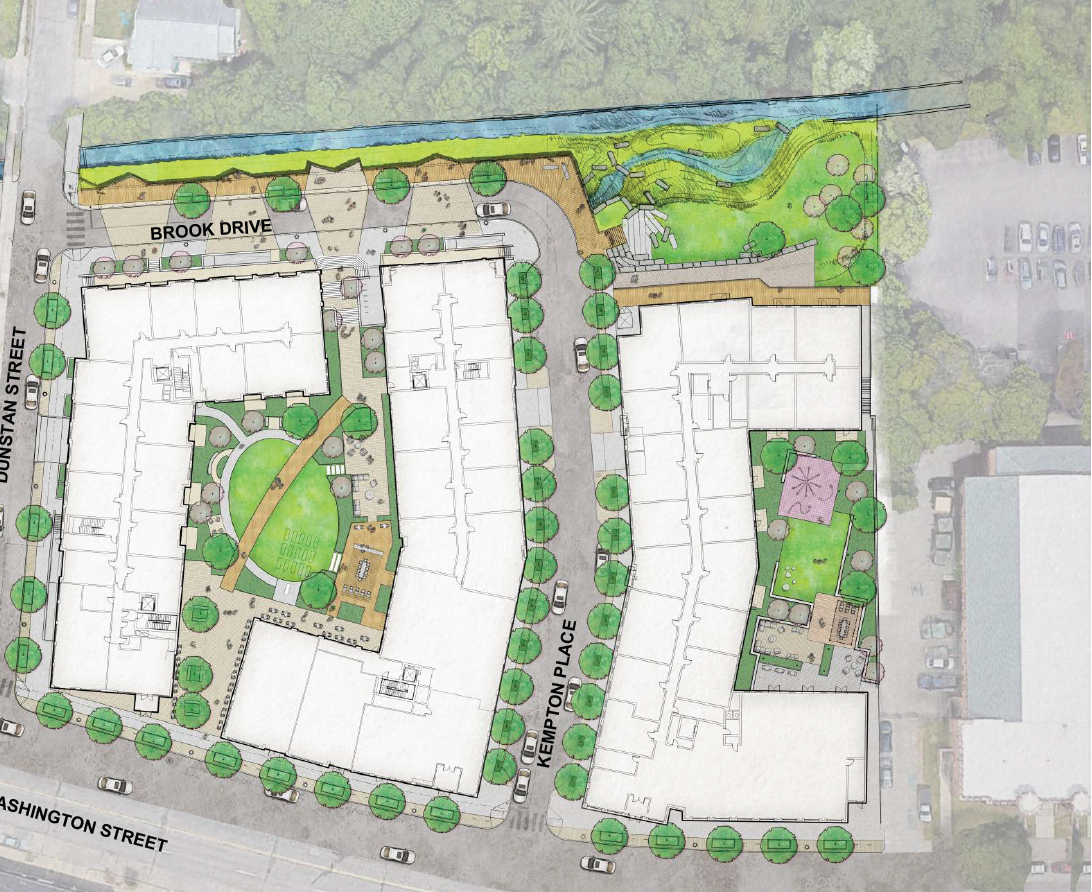 BROOK DRIVE
DUNSTAN STREET
KEMPTON PLACE
ASHINGTON STREET